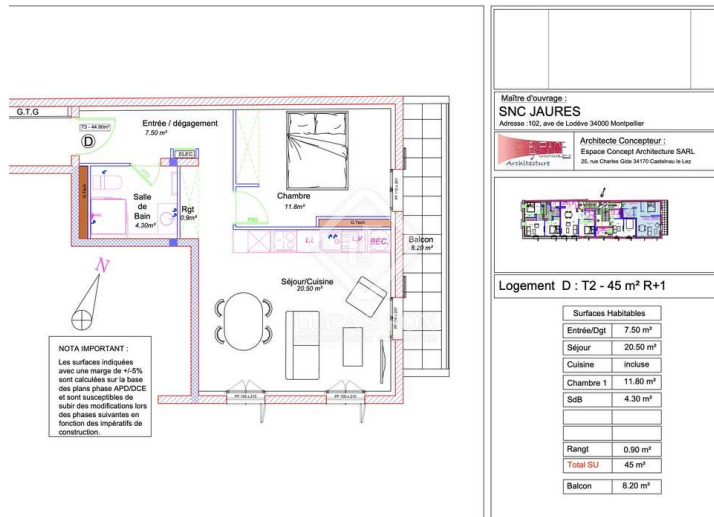 G.T.G
T3 - 44.90m²
D
Entrée / dégagement
7.50 m²
ELEC
G.Tech
Salle
de
Bain
4.30m²
Rgt
0.9m²
Chambre
11.8m²
G.Tech
L.L
L.V
BEC
Balcon
8.20 m²
Séjour/Cuisine
20.50 m²
N
NOTA IMPORTANT :
Les surfaces indiquées
avec une marge de +/-5%
sont calculées sur la base
des plans phase APD/DCE
et sont susceptibles de
subir des modifications lors
des phases suivantes en
fonction des impératifs de
construction.
Maître d'ouvrage :
SNC JAURES
Adresse :102, ave de Lodève 34000 Montpellier
Architecture
Architecte Concepteur :
Espace Concept Architecture SARL
25, rue Charles Gide 34170 Castelnau le Lez
Logement D : T2 - 45 m² R+1
Surfaces Habitables
Entrée/Dgt 7.50 m²
Séjour 20.50 m²
Cuisine incluse
Chambre 1 11.80 m²
SdB 4.30 m²
Rangt 0.90 m²
Total SU 45 m²
Balcon 8.20 m²